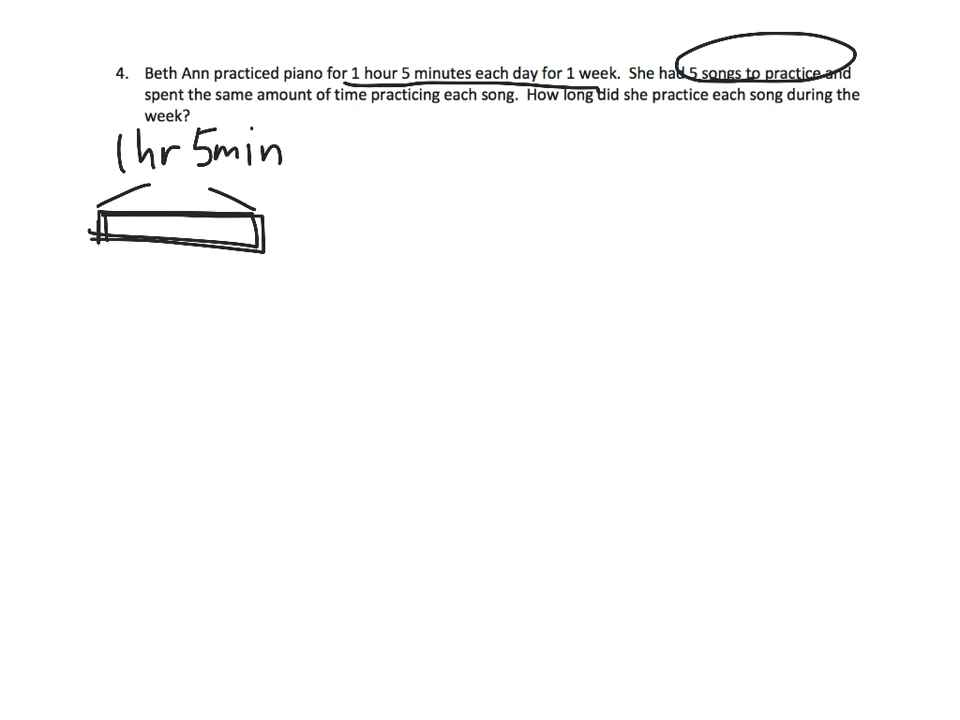 4. Beth Ann practiced piano for 1 hour 5 minutes each day for 1 week. She had 5 songs to practice and
spent the same amount of time practicing each song. How long did she practice each song during the
week?
1hr 5min